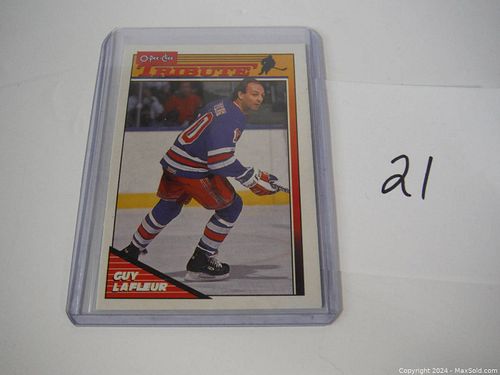 O-Pee-Chee
TRIBUTE
10
21
GUY
LAFLEUR
Copyright 2024 - MaxSold.com